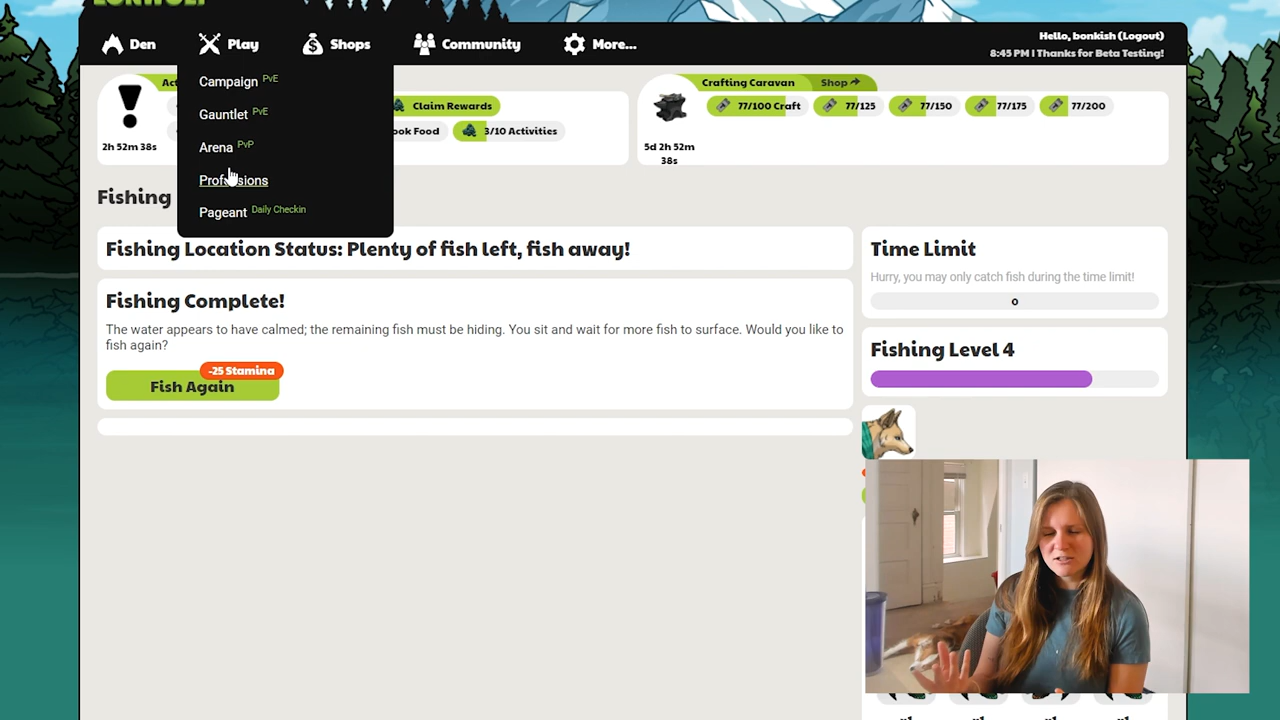 Den
Play
Shops
Community
More...
Hello, bonkish (Logout)
8:45 PM | Thanks for Beta Testing!
Campaign PvE
Gauntlet PvE
Arena PvP
Professions
Pageant Daily Checkin
2h 52m 38s
Claim Rewards
ook Food
3/10 Activities
Crafting Caravan
Shop
77/100 Craft
77/125
77/150
77/175
77/200
5d 2h 52m
38s
Fishing
Fishing Location Status: Plenty of fish left, fish away!
Fishing Complete!
The water appears to have calmed; the remaining fish must be hiding. You sit and wait for more fish to surface. Would you like to
fish again?
-25 Stamina
Fish Again
Time Limit
Hurry, you may only catch fish during the time limit!
0
Fishing Level 4